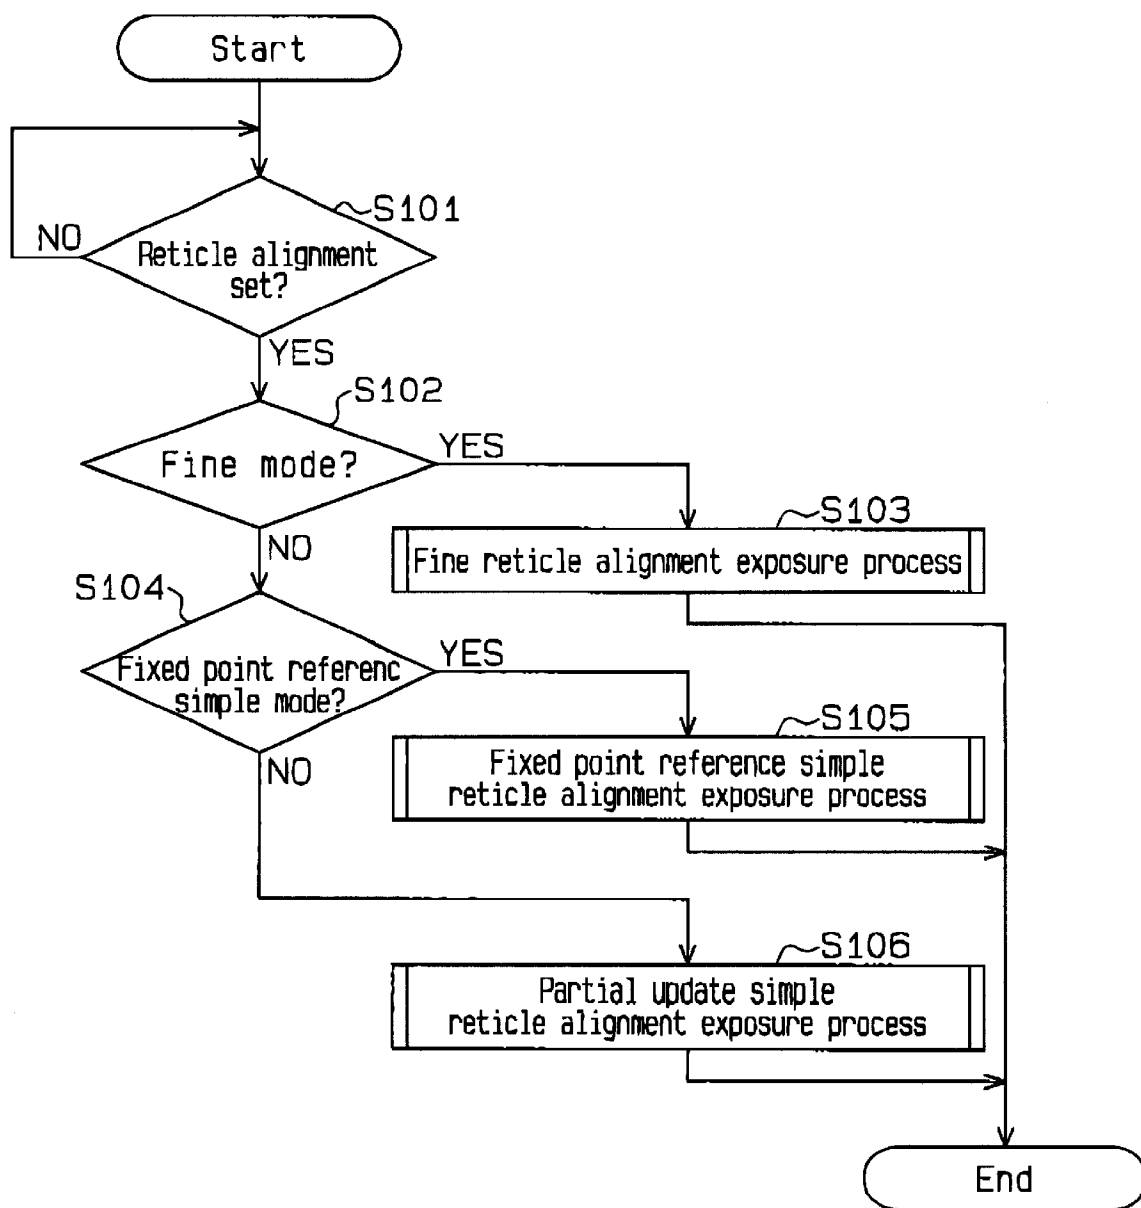 Start
S101
NO
Reticle alignment
set?
YES
S102
Fine mode?
YES
NO
S103
Fine reticle alignment exposure process
S104
Fixed point referenc
simple mode?
YES
NO
S105
Fixed point reference simple
reticle alignment exposure process
S106
Partial update simple
reticle alignment exposure process
End